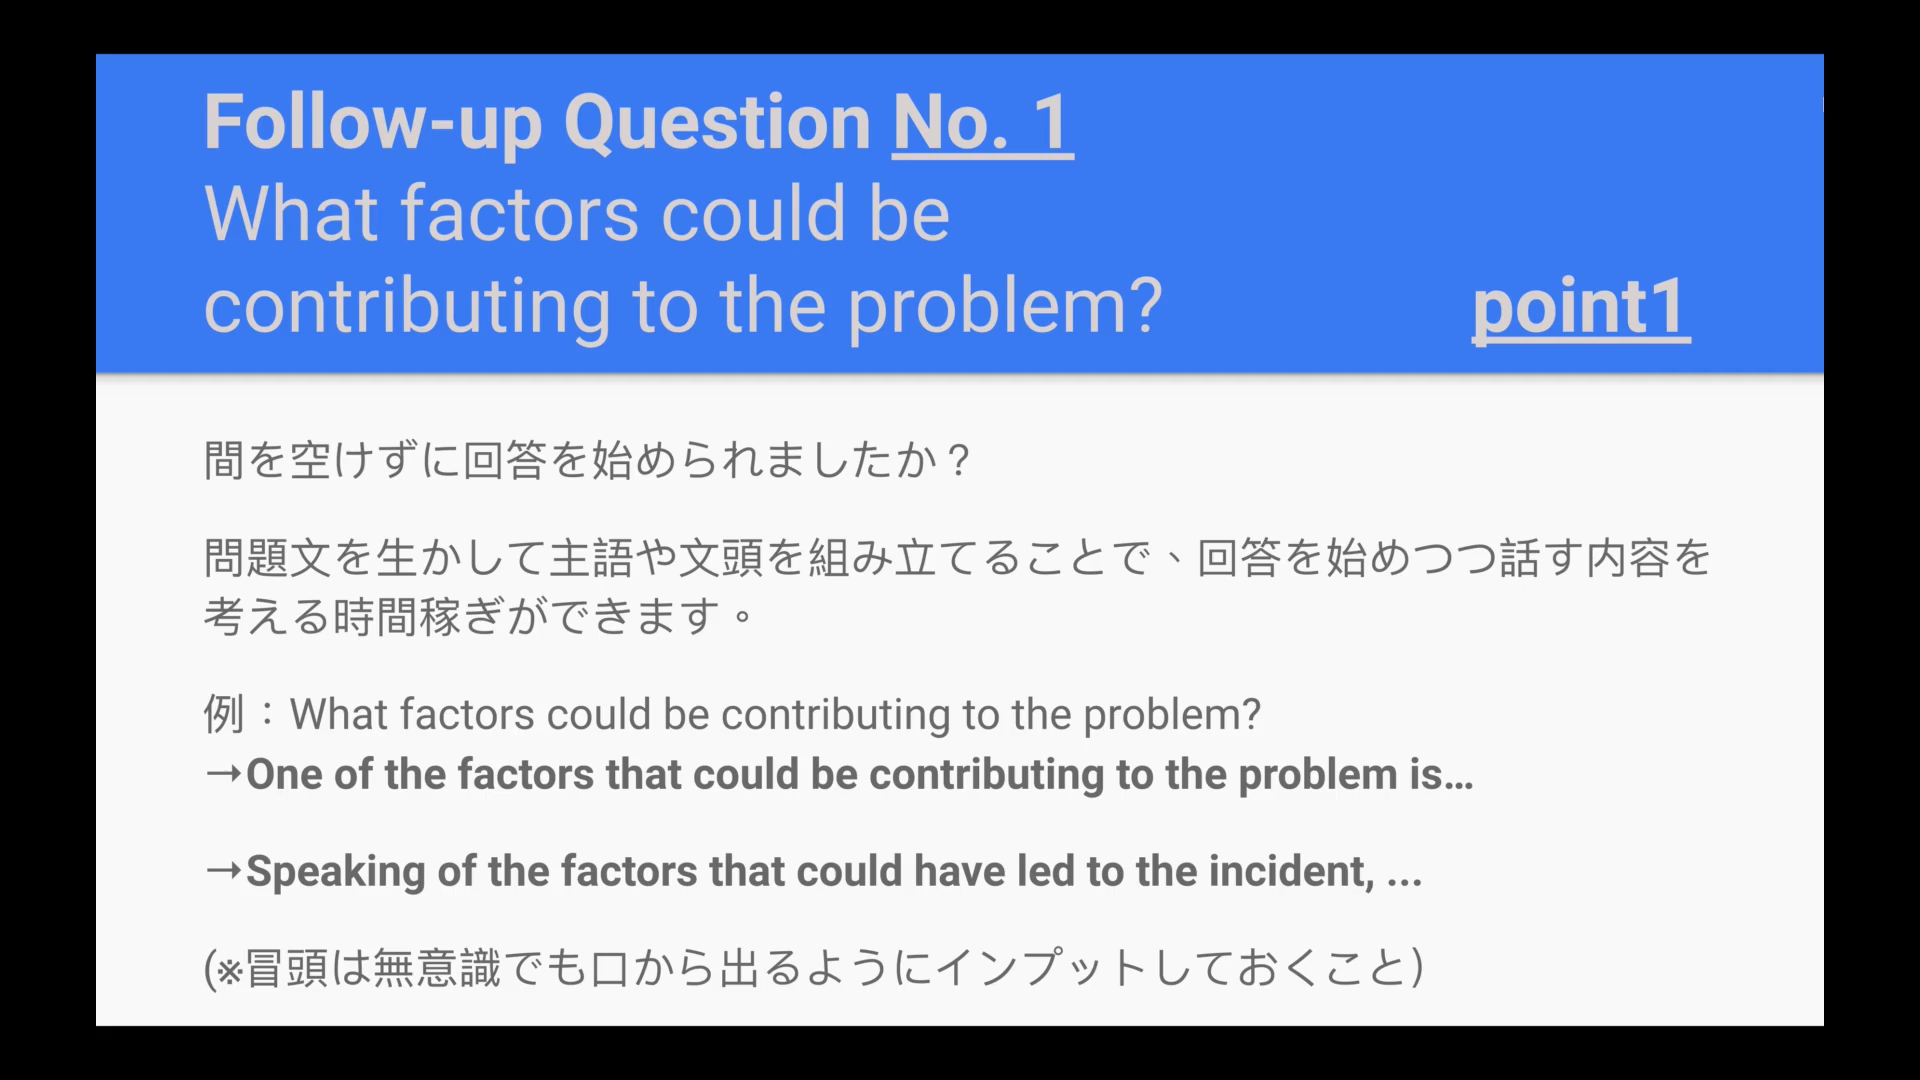 Follow-up Question No. 1
What factors could be
contributing to the problem?
point1
間を空けずに回答を始められましたか？
問題文を生かして主語や文頭を組み立てることで、回答を始めつつ話す内容を
考える時間稼ぎができます。
例：What factors could be contributing to the problem?
→One of the factors that could be contributing to the problem is...
→Speaking of the factors that could have led to the incident, ...
(※冒頭は無意識でも口から出るようにインプットしておくこと)